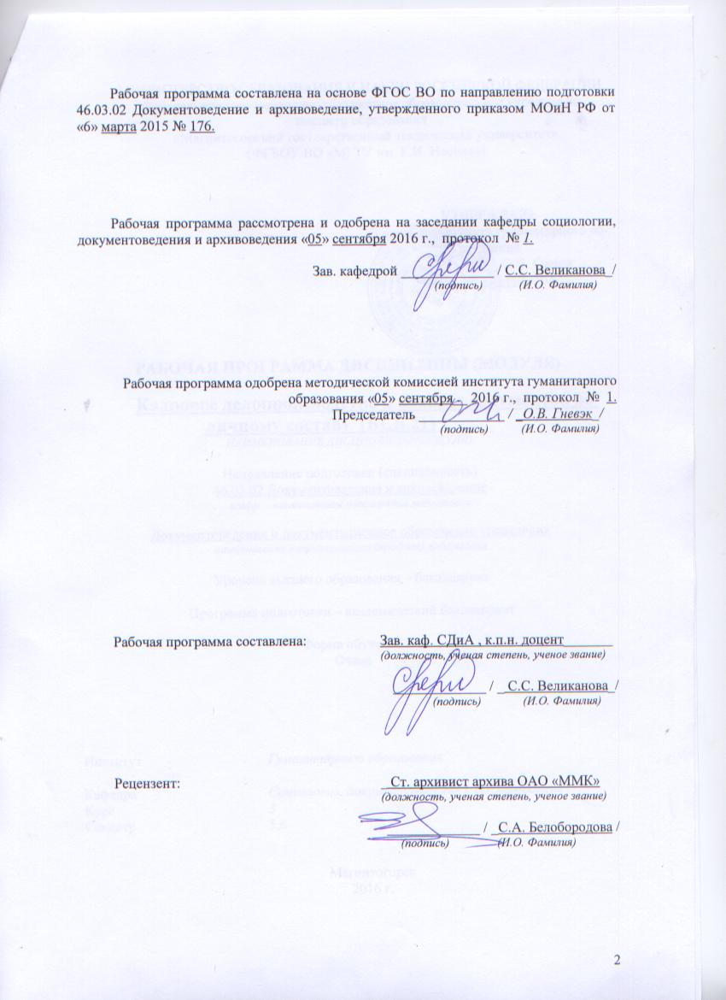 Рабочая программа составлена на основе ФГОС ВО по направлению подготовки
46.03.02 Документоведение и архивоведение, утвержденного приказом МОиН РФ от
«6» марта 2015 № 176.
Рабочая программа рассмотрена и одобрена на заседании кафедры социологии,
документоведения и архивоведения «05» сентября 2016 г., протокол № 1.
Зав. кафедрой / С.С. Великанова /
(подпись) (И.О. Фамилия)
Рабочая программа одобрена методической комиссией института гуманитарного
образования «05» сентября 2016 г., протокол № 1.
Председатель / О.В. Гневэк /
(подпись) (И.О. Фамилия)
Рабочая программа составлена: Зав. каф. СДиА , к.п.н. доцент
(должность, ученая степень, ученое звание)
/ С.С. Великанова /
(подпись) (И.О. Фамилия)
Рецензент: Ст. архивист архива ОАО «ММК»
(должность, ученая степень, ученое звание)
/ С.А. Белобородова /
(подпись) (И.О. Фамилия)
2